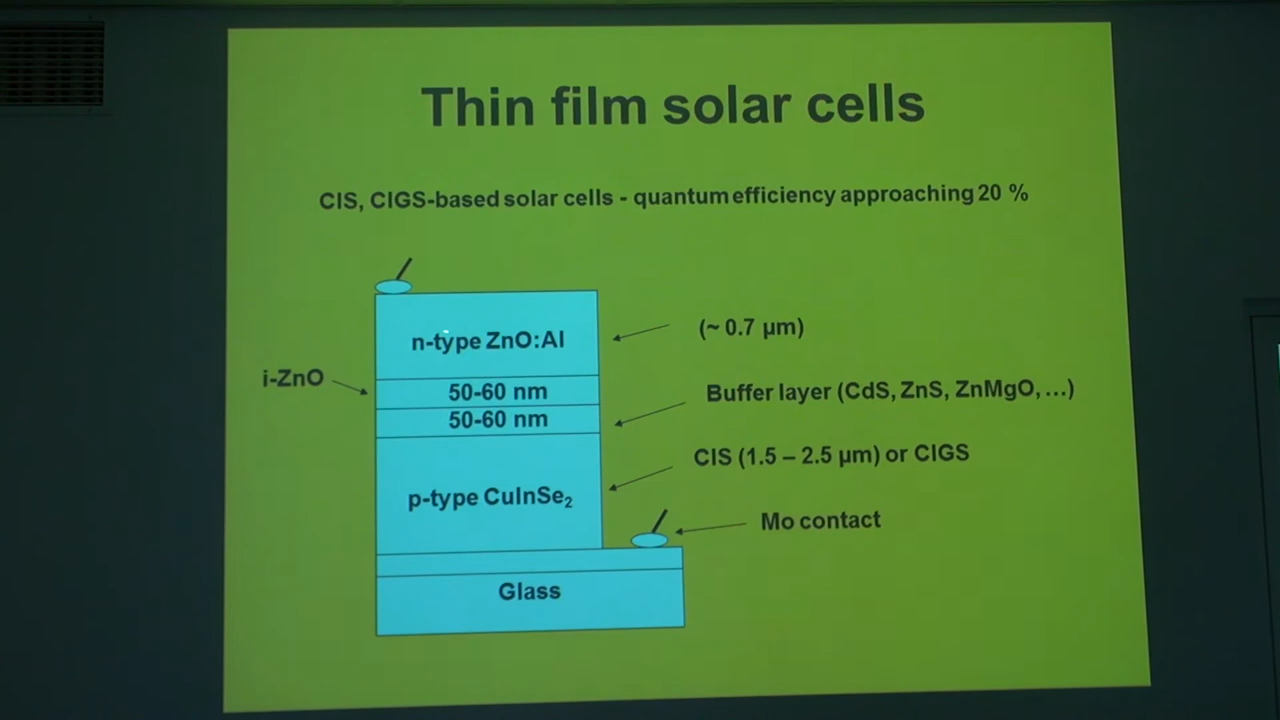 Thin film solar cells
CIS, CIGS-based solar cells - quantum efficiency approaching 20 %
n-type ZnO:Al
(~ 0.7 µm)
i-ZnO
50-60 nm
Buffer layer (CdS, ZnS, ZnMgO, …)
50-60 nm
CIS (1.5 – 2.5 µm) or CIGS
p-type CuInSe₂
Mo contact
Glass